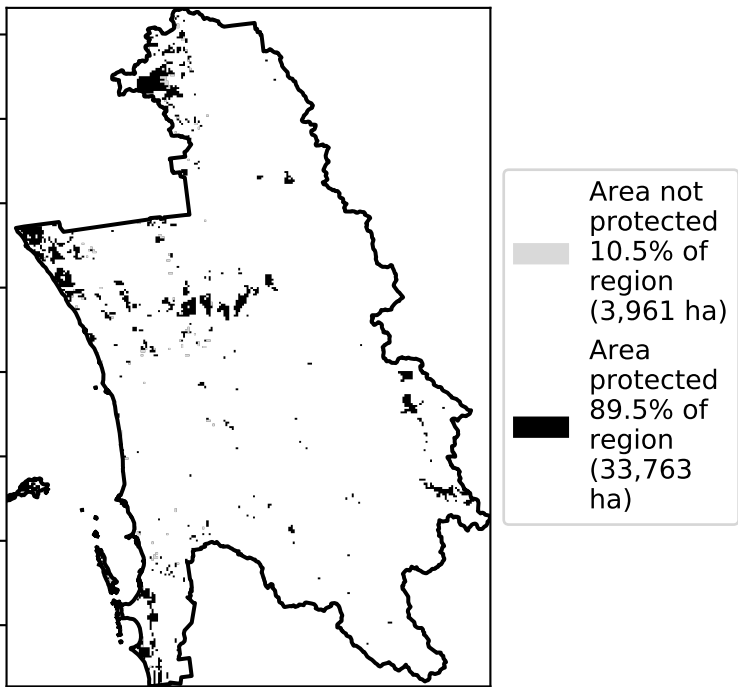 Area not
protected
10.5% of
region
(3,961 ha)
Area
protected
89.5% of
region
(33,763
ha)